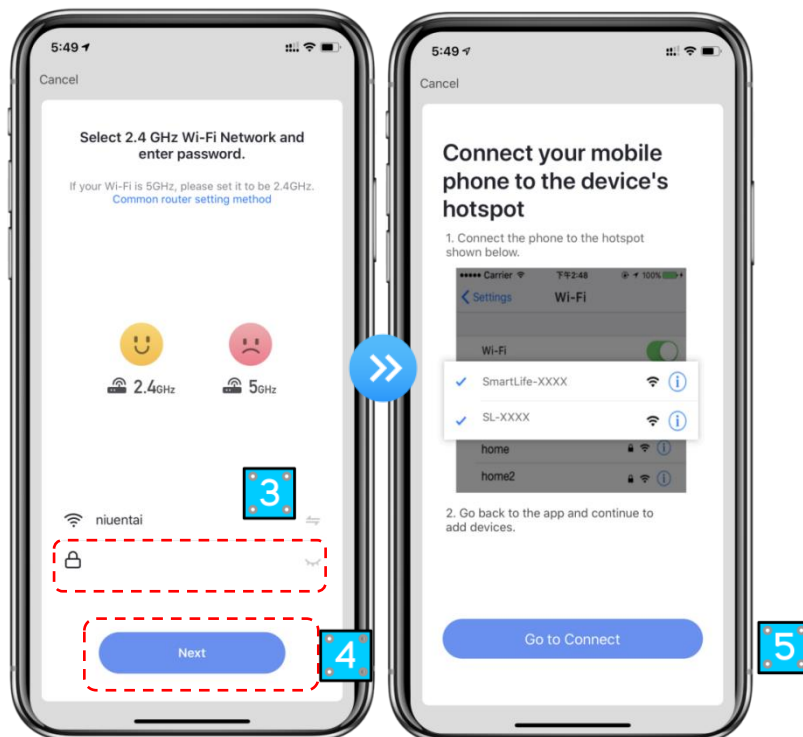 5:49
Cancel
Select 2.4 GHz Wi-Fi Network and
enter password.
If your Wi-Fi is 5GHz, please set it to be 2.4GHz.
Common router setting method
2.4GHz
5GHz
3
niuentai
Next
4
5:49
Cancel
Connect your mobile
phone to the device's
hotspot
1. Connect the phone to the hotspot
shown below.
Carrier 下午2:48 100%
Settings Wi-Fi
Wi-Fi
SmartLife-XXXX
SL-XXXX
home
home2
2. Go back to the app and continue to
add devices.
Go to Connect
5